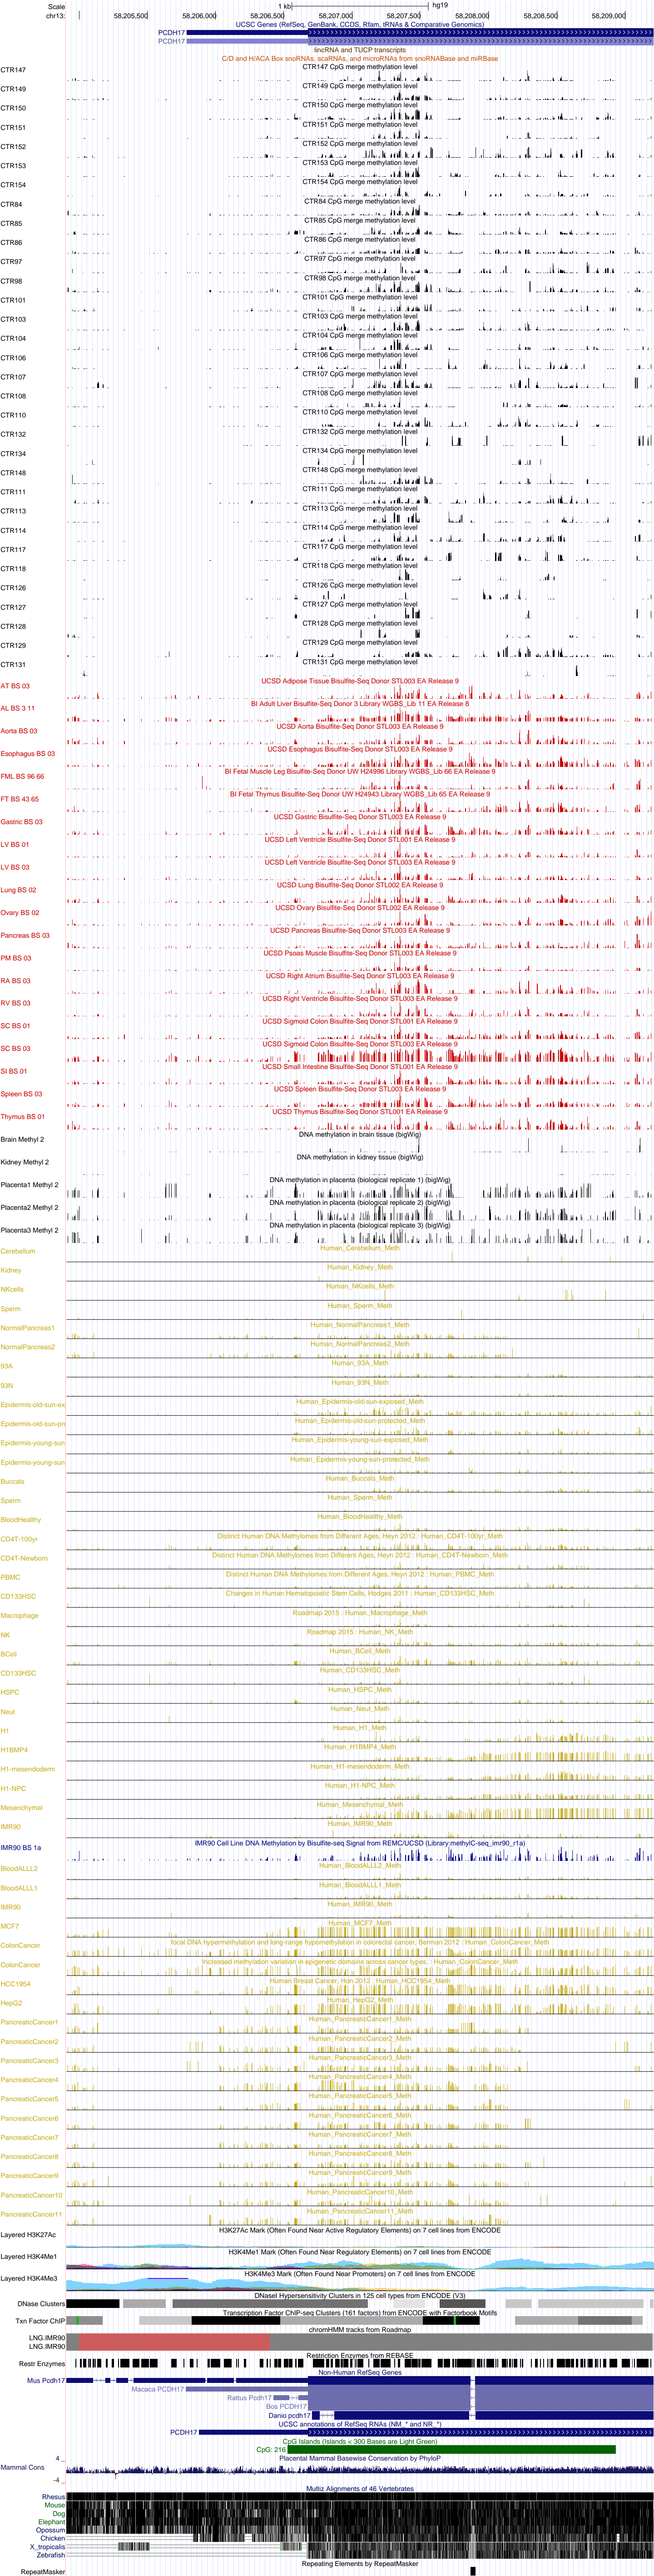 Scale 1 kb hg19
chr13: 58,205,500 58,206,000 58,206,500 58,207,000 58,207,500 58,208,000 58,208,500 58,209,000
UCSC Genes (RefSeq, GenBank, CCDS, Rfam, tRNAs & Comparative Genomics)
PCDH17
PCDH17
lincRNA and TUCP transcripts
C/D and H/ACA Box snoRNAs, scaRNAs, and microRNAs from snoRNABase and miRBase
CTR147 CpG merge methylation level
CTR147
CTR149 CpG merge methylation level
CTR149
CTR150 CpG merge methylation level
CTR150
CTR151 CpG merge methylation level
CTR151
CTR152 CpG merge methylation level
CTR152
CTR153 CpG merge methylation level
CTR153
CTR154 CpG merge methylation level
CTR154
CTR84 CpG merge methylation level
CTR84
CTR85 CpG merge methylation level
CTR85
CTR86 CpG merge methylation level
CTR86
CTR97 CpG merge methylation level
CTR97
CTR98 CpG merge methylation level
CTR98
CTR101 CpG merge methylation level
CTR101
CTR103 CpG merge methylation level
CTR103
CTR104 CpG merge methylation level
CTR104
CTR106 CpG merge methylation level
CTR106
CTR107 CpG merge methylation level
CTR107
CTR108 CpG merge methylation level
CTR108
CTR110 CpG merge methylation level
CTR110
CTR132 CpG merge methylation level
CTR132
CTR134 CpG merge methylation level
CTR134
CTR148 CpG merge methylation level
CTR148
CTR111 CpG merge methylation level
CTR111
CTR113 CpG merge methylation level
CTR113
CTR114 CpG merge methylation level
CTR114
CTR117 CpG merge methylation level
CTR117
CTR118 CpG merge methylation level
CTR118
CTR126 CpG merge methylation level
CTR126
CTR127 CpG merge methylation level
CTR127
CTR128 CpG merge methylation level
CTR128
CTR129 CpG merge methylation level
CTR129
CTR131 CpG merge methylation level
CTR131
UCSD Adipose Tissue Bisulfite-Seq Donor STL003 EA Release 9
AT BS 03
BI Adult Liver Bisulfite-Seq Donor 3 Library WGBS_Lib 11 EA Release 8
AL BS 3 11
UCSD Aorta Bisulfite-Seq Donor STL003 EA Release 9
Aorta BS 03
UCSD Esophagus Bisulfite-Seq Donor STL003 EA Release 9
Esophagus BS 03
BI Fetal Muscle Leg Bisulfite-Seq Donor UW H24996 Library WGBS_Lib 66 EA Release 9
FML BS 96 66
BI Fetal Thymus Bisulfite-Seq Donor UW H24943 Library WGBS_Lib 65 EA Release 9
FT BS 43 65
UCSD Gastric Bisulfite-Seq Donor STL003 EA Release 9
Gastric BS 03
UCSD Left Ventricle Bisulfite-Seq Donor STL001 EA Release 9
LV BS 01
UCSD Left Ventricle Bisulfite-Seq Donor STL003 EA Release 9
LV BS 03
UCSD Lung Bisulfite-Seq Donor STL002 EA Release 9
Lung BS 02
UCSD Ovary Bisulfite-Seq Donor STL002 EA Release 9
Ovary BS 02
UCSD Pancreas Bisulfite-Seq Donor STL003 EA Release 9
Pancreas BS 03
UCSD Psoas Muscle Bisulfite-Seq Donor STL003 EA Release 9
PM BS 03
UCSD Right Atrium Bisulfite-Seq Donor STL003 EA Release 9
RA BS 03
UCSD Right Ventricle Bisulfite-Seq Donor STL003 EA Release 9
RV BS 03
UCSD Sigmoid Colon Bisulfite-Seq Donor STL001 EA Release 9
SC BS 01
UCSD Sigmoid Colon Bisulfite-Seq Donor STL003 EA Release 9
SC BS 03
UCSD Small Intestine Bisulfite-Seq Donor STL001 EA Release 9
SI BS 01
UCSD Spleen Bisulfite-Seq Donor STL003 EA Release 9
Spleen BS 03
UCSD Thymus Bisulfite-Seq Donor STL001 EA Release 9
Thymus BS 01
DNA methylation in brain tissue (bigWig)
Brain Methyl 2
DNA methylation in kidney tissue (bigWig)
Kidney Methyl 2
DNA methylation in placenta (biological replicate 1) (bigWig)
Placenta1 Methyl 2
DNA methylation in placenta (biological replicate 2) (bigWig)
Placenta2 Methyl 2
DNA methylation in placenta (biological replicate 3) (bigWig)
Placenta3 Methyl 2
Human_Cerebellum_Meth
Cerebellum
Human_Kidney_Meth
Kidney
Human_NKcells_Meth
NKcells
Human_Sperm_Meth
Sperm
Human_NormalPancreas1_Meth
NormalPancreas1
Human_NormalPancreas2_Meth
NormalPancreas2
Human_93A_Meth
93A
Human_93N_Meth
93N
Human_Epidermis-old-sun-exposed_Meth
Epidermis-old-sun-ex
Human_Epidermis-old-sun-protected_Meth
Epidermis-old-sun-pri
Human_Epidermis-young-sun-exposed_Meth
Epidermis-young-sun
Human_Epidermis-young-sun-protected_Meth
Epidermis-young-sun
Human_Buccals_Meth
Buccals
Human_Sperm_Meth
Sperm
Human_BloodHealthy_Meth
BloodHealthy
Distinct Human DNA Methylomes from Different Ages, Heyn 2012 : Human_CD4T-100yr_Meth
CD4T-100yr
Distinct Human DNA Methylomes from Different Ages, Heyn 2012 : Human_CD4T-Newborn_Meth
CD4T-Newborn
Distinct Human DNA Methylomes from Different Ages, Heyn 2012 : Human_PBMC_Meth
PBMC
Changes in Human Hematopoietic Stem Cells, Hodges 2011 : Human_CD133HSC_Meth
CD133HSC
Roadmap 2015 : Human_Macrophage_Meth
Macrophage
Roadmap 2015 : Human_NK_Meth
NK
Human_BCell_Meth
BCell
Human_CD133HSC_Meth
CD133HSC
Human_HSPC_Meth
HSPC
Human_Neut_Meth
Neut
Human_H1_Meth
H1
Human_H1BMP4_Meth
H1BMP4
Human_H1-mesendoderm_Meth
H1-mesendoderm
Human_H1-NPC_Meth
H1-NPC
Human_Mesenchymal_Meth
Mesenchymal
Human_IMR90_Meth
IMR90
IMR90 Cell Line DNA Methylation by Bisulfite-seq Signal from REMC/UCSD (Library:methylC-seq_imr90_r1a)
IMR90 BS 1a
Human_BloodALLL2_Meth
BloodALLL2
Human_BloodALLL1_Meth
BloodALLL1
Human_IMR90_Meth
IMR90
Human_MCF7_Meth
MCF7
focal DNA hypermethylation and long-range hypomethylation in colorectal cancer, Berman 2012 : Human_ColonCancer_Meth
ColonCancer
Increased methylation variation in epigenetic domains across cancer types. : Human_ColonCancer_Meth
ColonCancer
Human Breast Cancer, Hon 2012 : Human_HCC1954_Meth
HCC1954
Human_HepG2_Meth
HepG2
Human_PancreaticCancer1_Meth
PancreaticCancer1
Human_PancreaticCancer2_Meth
PancreaticCancer2
Human_PancreaticCancer3_Meth
PancreaticCancer3
Human_PancreaticCancer4_Meth
PancreaticCancer4
Human_PancreaticCancer5_Meth
PancreaticCancer5
Human_PancreaticCancer6_Meth
PancreaticCancer6
Human_PancreaticCancer7_Meth
PancreaticCancer7
Human_PancreaticCancer8_Meth
PancreaticCancer8
Human_PancreaticCancer9_Meth
PancreaticCancer9
Human_PancreaticCancer10_Meth
PancreaticCancer10
Human_PancreaticCancer11_Meth
PancreaticCancer11
H3K27Ac Mark (Often Found Near Active Regulatory Elements) on 7 cell lines from ENCODE
Layered H3K27Ac
H3K4Me1 Mark (Often Found Near Regulatory Elements) on 7 cell lines from ENCODE
Layered H3K4Me1
H3K4Me3 Mark (Often Found Near Promoters) on 7 cell lines from ENCODE
Layered H3K4Me3
DNaseI Hypersensitivity Clusters in 125 cell types from ENCODE (V3)
DNase Clusters
Transcription Factor ChIP-seq Clusters (161 factors) from ENCODE with Factorbook Motifs
Txn Factor ChIP
chromHMM tracks from Roadmap
LNG.IMR90
LNG.IMR90
Restriction Enzymes from REBASE
Restr Enzymes
Non-Human RefSeq Genes
Mus Pcdh17
Macaca PCDH17
Rattus Pcdh17
Bos PCDH17
Danio pcdh17
UCSC annotations of RefSeq RNAs (NM_* and NR_*)
PCDH17
CpG Islands (Islands < 300 Bases are Light Green)
CpG: 216
Placental Mammal Basewise Conservation by PhyloP
4 _
Mammal Cons
-4 _
Multiz Alignments of 46 Vertebrates
Rhesus
Mouse
Dog
Elephant
Opossum
Chicken
X_tropicalis
Zebrafish
Repeating Elements by RepeatMasker
RepeatMasker